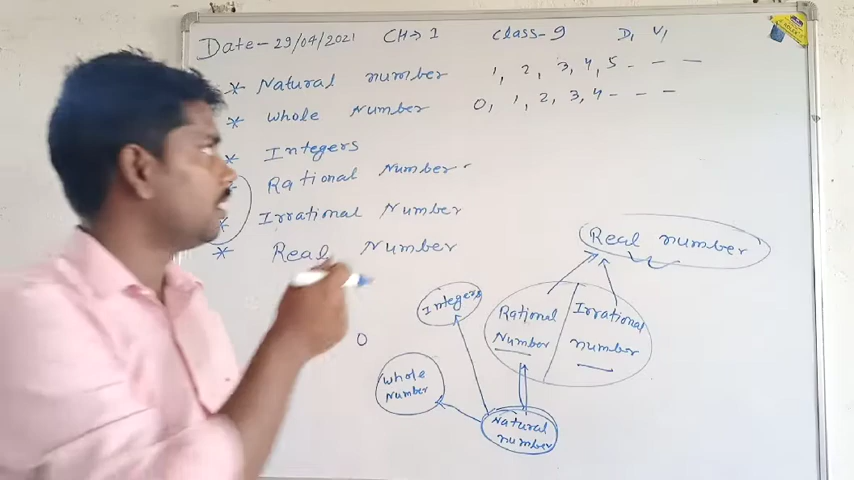 Date-29/04/2021 CH→1 class-9 D, V,
* Natural number 1, 2, 3, 4, 5 - - -
* whole Number 0, 1, 2, 3, 4 - - -
* Integers
Rational Number
* Irrational Number
* Real Number
Real number
Integers
Rational Number
Irrational number
0
whole Number
Natural number